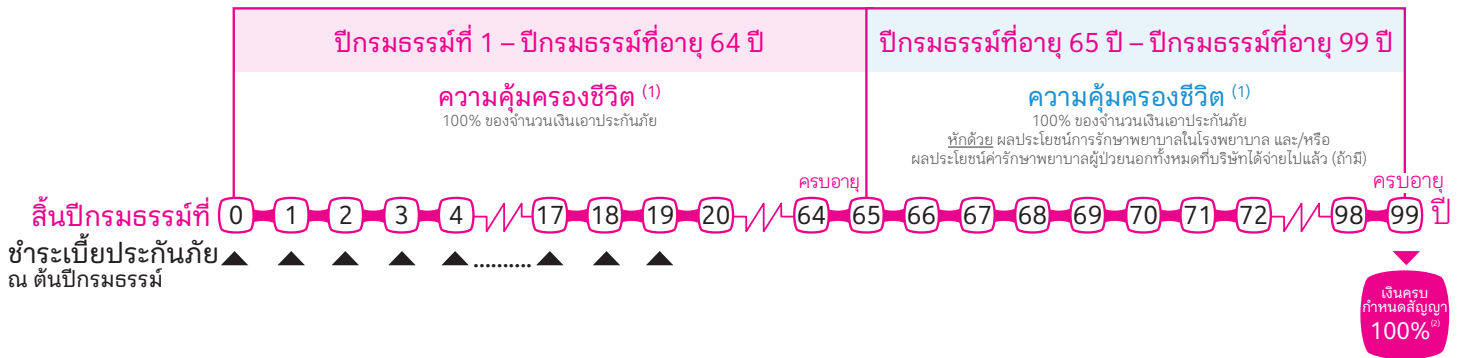 ปีกรมธรรม์ที่ 1 – ปีกรมธรรม์ที่อายุ 64 ปี
ความคุ้มครองชีวิต (1)
100% ของจำนวนเงินเอาประกันภัย
ปีกรมธรรม์ที่อายุ 65 ปี – ปีกรมธรรม์ที่อายุ 99 ปี
ความคุ้มครองชีวิต (1)
100% ของจำนวนเงินเอาประกันภัย
หักด้วย ผลประโยชน์การรักษาพยาบาลในโรงพยาบาล และ/หรือ
ผลประโยชน์ค่ารักษาพยาบาลผู้ป่วยนอกทั้งหมดที่บริษัทได้จ่ายไปแล้ว (ถ้ามี)
ครบอายุ
ครบอายุ
สิ้นปีกรมธรรม์ที่ 0 1 2 3 4 17 18 19 20 64 65 66 67 68 69 70 71 72 98 99 ปี
ชำระเบี้ยประกันภัย ..........
ณ ต้นปีกรมธรรม์
เงินครบ
กำหนดสัญญา
100% (2)